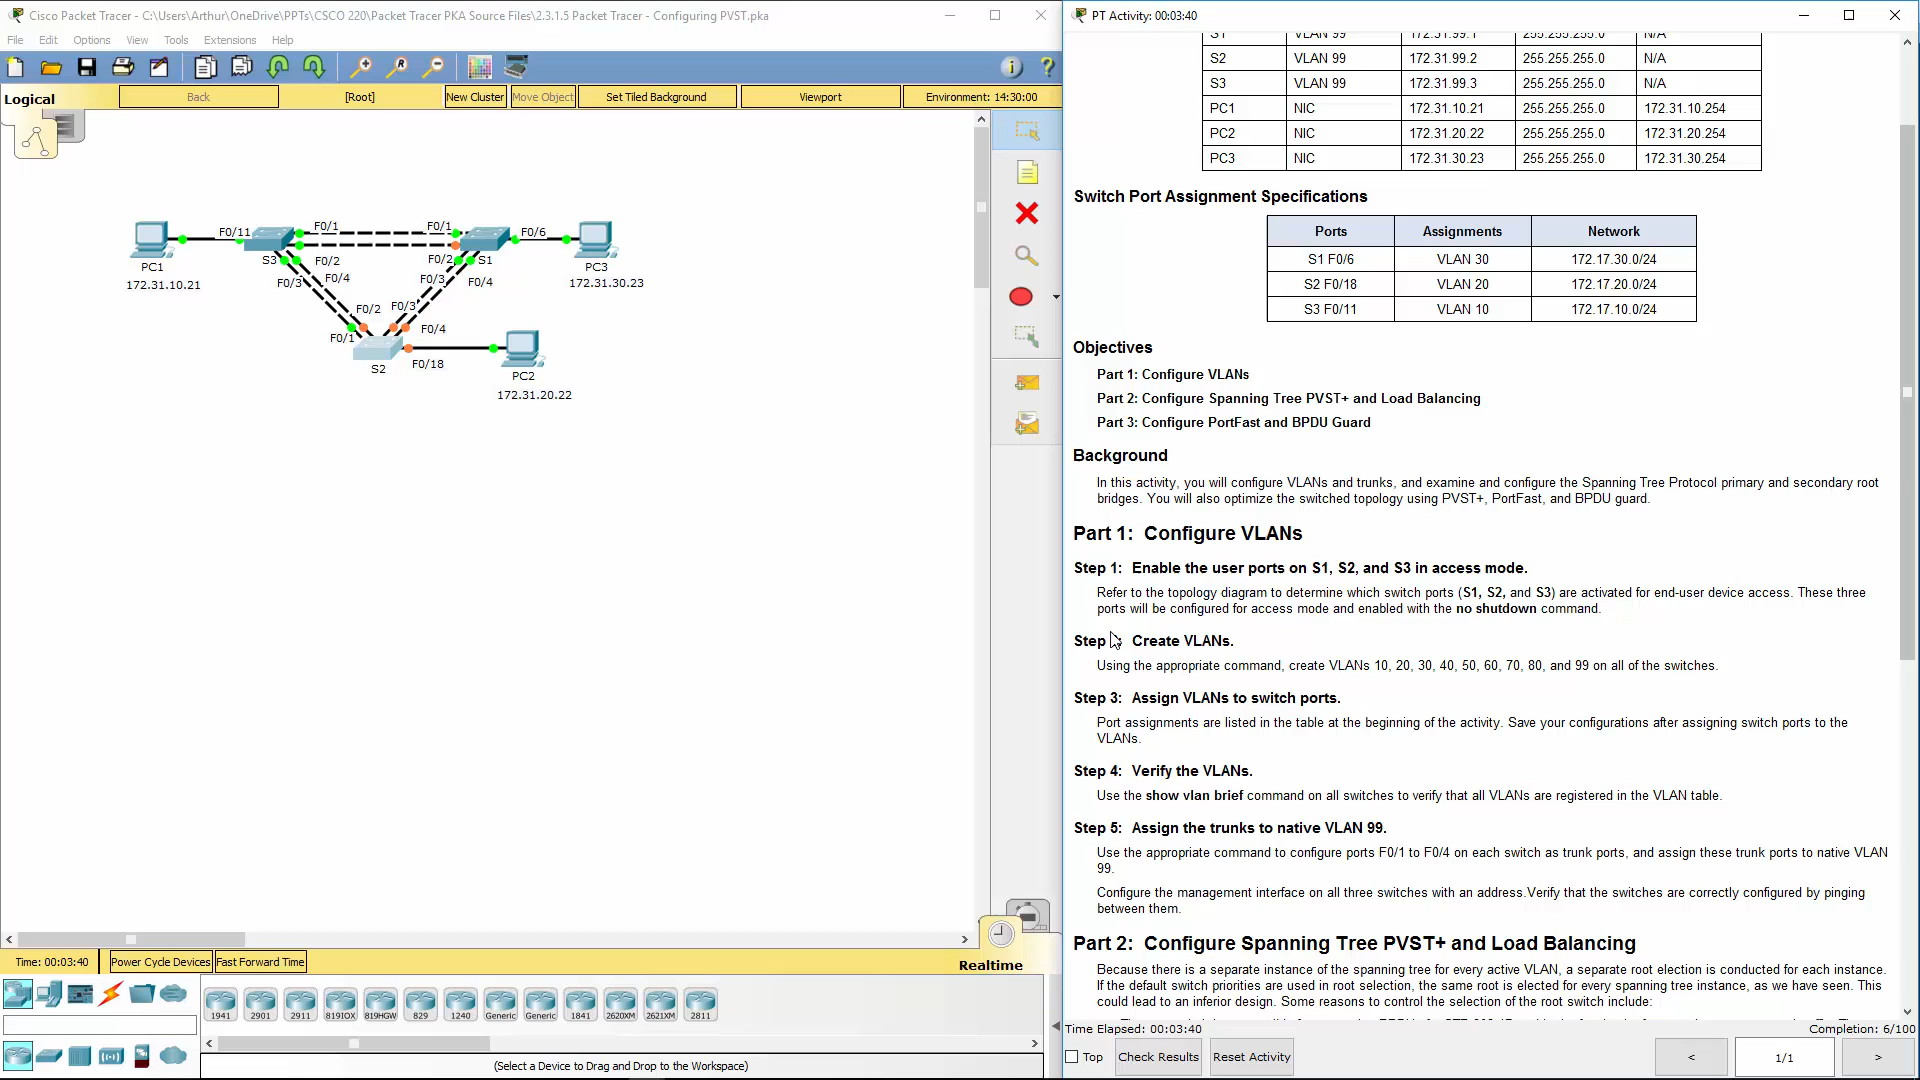 Cisco Packet Tracer - C:\Users\Arthur\OneDrive\PPTs\CSCO 220\Packet Tracer PKA Source Files\2.3.1.5 Packet Tracer - Configuring PVST.pka
File Edit Options View Tools Extensions Help
Logical Back [Root] New Cluster Move Object Set Tiled Background Viewport Environment: 14:30:00
F0/11 F0/1 F0/1 F0/6
PC1 S3 F0/2 F0/2 S1 PC3
172.31.10.21 F0/3 F0/4 F0/3 F0/4 172.31.30.23
F0/2 F0/3
F0/1 F0/4
S2 F0/18 PC2
172.31.20.22
Realtime
Time: 00:03:40 Power Cycle Devices Fast Forward Time
1941 2901 2911 819IOX 819HGW 829 1240 Generic Generic 1841 2620XM 2621XM 2811
(Select a Device to Drag and Drop to the Workspace)
PT Activity: 00:03:40
S1 VLAN 99 172.31.99.1 255.255.255.0 N/A
S2 VLAN 99 172.31.99.2 255.255.255.0 N/A
S3 VLAN 99 172.31.99.3 255.255.255.0 N/A
PC1 NIC 172.31.10.21 255.255.255.0 172.31.10.254
PC2 NIC 172.31.20.22 255.255.255.0 172.31.20.254
PC3 NIC 172.31.30.23 255.255.255.0 172.31.30.254
Switch Port Assignment Specifications
Ports Assignments Network
S1 F0/6 VLAN 30 172.17.30.0/24
S2 F0/18 VLAN 20 172.17.20.0/24
S3 F0/11 VLAN 10 172.17.10.0/24
Objectives
Part 1: Configure VLANs
Part 2: Configure Spanning Tree PVST+ and Load Balancing
Part 3: Configure PortFast and BPDU Guard
Background
In this activity, you will configure VLANs and trunks, and examine and configure the Spanning Tree Protocol primary and secondary root
bridges. You will also optimize the switched topology using PVST+, PortFast, and BPDU guard.
Part 1: Configure VLANs
Step 1: Enable the user ports on S1, S2, and S3 in access mode.
Refer to the topology diagram to determine which switch ports (S1, S2, and S3) are activated for end-user device access. These three
ports will be configured for access mode and enabled with the no shutdown command.
Step : Create VLANs.
Using the appropriate command, create VLANs 10, 20, 30, 40, 50, 60, 70, 80, and 99 on all of the switches.
Step 3: Assign VLANs to switch ports.
Port assignments are listed in the table at the beginning of the activity. Save your configurations after assigning switch ports to the
VLANs.
Step 4: Verify the VLANs.
Use the show vlan brief command on all switches to verify that all VLANs are registered in the VLAN table.
Step 5: Assign the trunks to native VLAN 99.
Use the appropriate command to configure ports F0/1 to F0/4 on each switch as trunk ports, and assign these trunk ports to native VLAN
99.
Configure the management interface on all three switches with an address.Verify that the switches are correctly configured by pinging
between them.
Part 2: Configure Spanning Tree PVST+ and Load Balancing
Because there is a separate instance of the spanning tree for every active VLAN, a separate root election is conducted for each instance.
If the default switch priorities are used in root selection, the same root is elected for every spanning tree instance, as we have seen. This
could lead to an inferior design. Some reasons to control the selection of the root switch include:
Time Elapsed: 00:03:40 Completion: 6/100
Top Check Results Reset Activity < 1/1 >